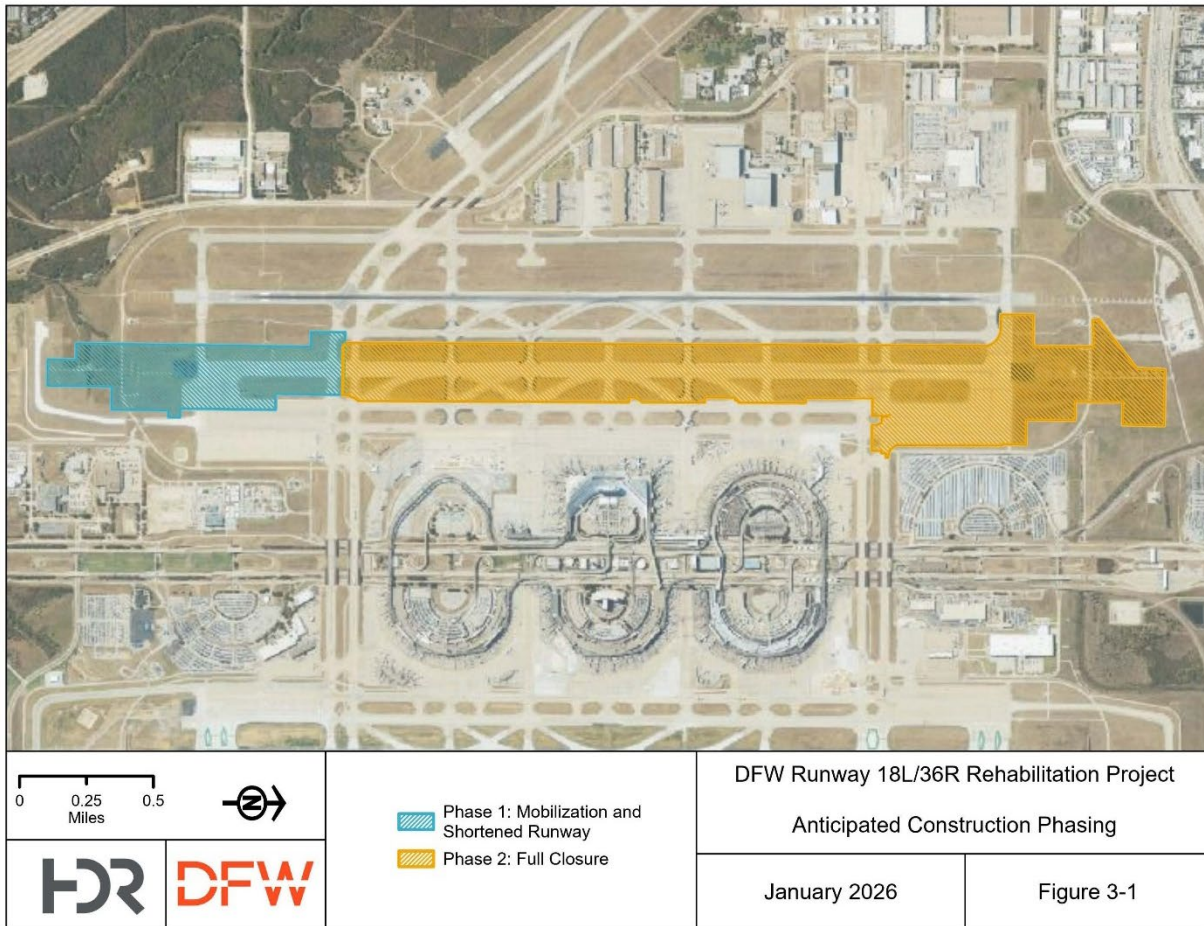 0 0.25 0.5
Miles
N
HDR
DFW
Phase 1: Mobilization and
Shortened Runway
Phase 2: Full Closure
DFW Runway 18L/36R Rehabilitation Project
Anticipated Construction Phasing
January 2026
Figure 3-1